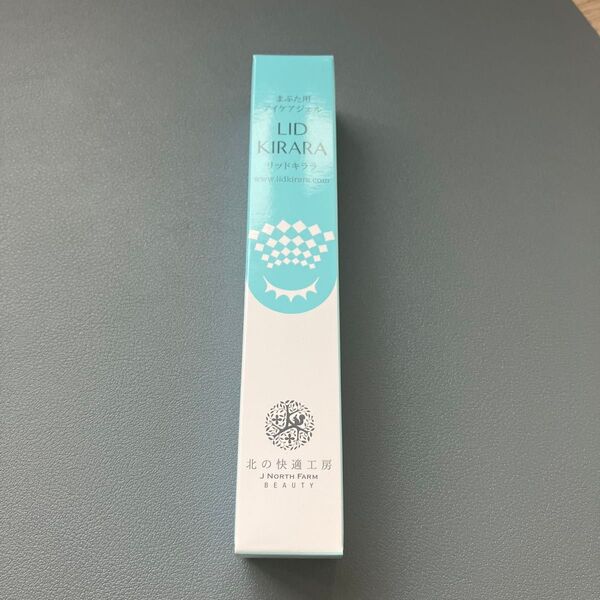 まぶた用
アイケアジェル
LID
KIRARA
リッドキララ
www.lidkirara.com
北の快適工房
J NORTH FARM
BEAUTY